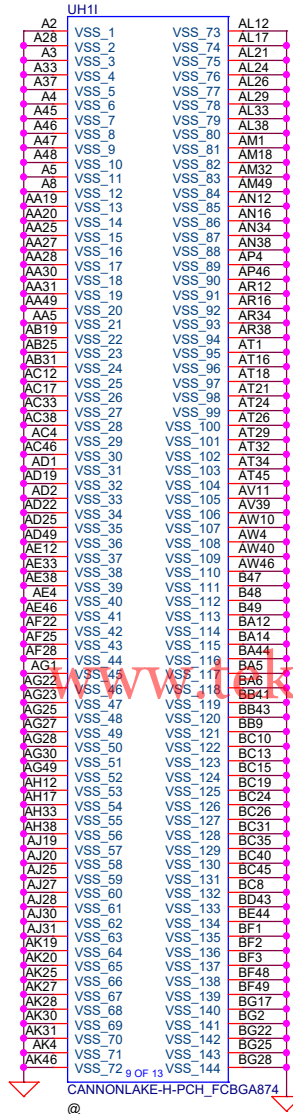 UH1I
A2 VSS_1 VSS_73 AL12
A28 VSS_2 VSS_74 AL17
A3 VSS_3 VSS_75 AL21
A33 VSS_4 VSS_76 AL24
A37 VSS_5 VSS_77 AL26
A4 VSS_6 VSS_78 AL29
A45 VSS_7 VSS_79 AL33
A46 VSS_8 VSS_80 AL38
A47 VSS_9 VSS_81 AM1
A48 VSS_10 VSS_82 AM18
A5 VSS_11 VSS_83 AM32
A8 VSS_12 VSS_84 AM49
AA19 VSS_13 VSS_85 AN12
AA20 VSS_14 VSS_86 AN16
AA25 VSS_15 VSS_87 AN34
AA27 VSS_16 VSS_88 AN38
AA28 VSS_17 VSS_89 AP4
AA30 VSS_18 VSS_90 AP46
AA31 VSS_19 VSS_91 AR12
AA49 VSS_20 VSS_92 AR16
AA5 VSS_21 VSS_93 AR34
AB19 VSS_22 VSS_94 AR38
AB25 VSS_23 VSS_95 AT1
AB31 VSS_24 VSS_96 AT16
AC12 VSS_25 VSS_97 AT18
AC17 VSS_26 VSS_98 AT21
AC33 VSS_27 VSS_99 AT24
AC38 VSS_28 VSS_100 AT26
AC4 VSS_29 VSS_101 AT29
AC46 VSS_30 VSS_102 AT32
AD1 VSS_31 VSS_103 AT34
AD19 VSS_32 VSS_104 AT45
AD2 VSS_33 VSS_105 AV11
AD22 VSS_34 VSS_106 AV39
AD25 VSS_35 VSS_107 AW10
AD49 VSS_36 VSS_108 AW4
AE12 VSS_37 VSS_109 AW40
AE33 VSS_38 VSS_110 AW46
AE38 VSS_39 VSS_111 B47
AE4 VSS_40 VSS_112 B48
AE46 VSS_41 VSS_113 B49
AF22 VSS_42 VSS_114 BA12
AF25 VSS_43 VSS_115 BA14
AF28 VSS_44 VSS_116 BA44
AG1 VSS_45 VSS_117 BA5
AG22 VSS_46 VSS_118 BA6
www.tek
AG23 VSS_47 VSS_119 BB41
AG25 VSS_48 VSS_120 BB43
AG27 VSS_49 VSS_121 BB9
AG28 VSS_50 VSS_122 BC10
AG30 VSS_51 VSS_123 BC13
AG49 VSS_52 VSS_124 BC15
AH12 VSS_53 VSS_125 BC19
AH17 VSS_54 VSS_126 BC24
AH33 VSS_55 VSS_127 BC26
AH38 VSS_56 VSS_128 BC31
AJ19 VSS_57 VSS_129 BC35
AJ20 VSS_58 VSS_130 BC40
AJ25 VSS_59 VSS_131 BC45
AJ27 VSS_60 VSS_132 BC8
AJ28 VSS_61 VSS_133 BD43
AJ30 VSS_62 VSS_134 BE44
AJ31 VSS_63 VSS_135 BF1
AK19 VSS_64 VSS_136 BF2
AK20 VSS_65 VSS_137 BF3
AK25 VSS_66 VSS_138 BF48
AK27 VSS_67 VSS_139 BF49
AK28 VSS_68 VSS_140 BG17
AK30 VSS_69 VSS_141 BG2
AK31 VSS_70 VSS_142 BG22
AK4 VSS_71 VSS_143 BG25
AK46 VSS_72 9 OF 13 VSS_144 BG28
CANNONLAKE-H-PCH_FCBGA874
@